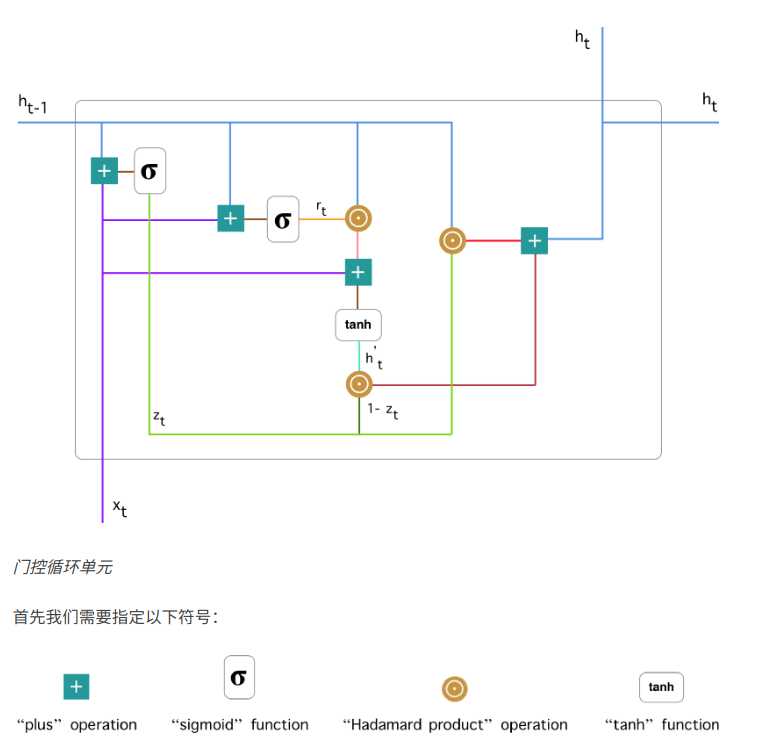 h_t
h_t-1
h_t
+
σ
+
σ
r_t
+
+
tanh
h'_t
1- z_t
z_t
x_t
门控循环单元
首先我们需要指定以下符号：
+
σ
tanh
“plus” operation
“sigmoid” function
“Hadamard product” operation
“tanh” function